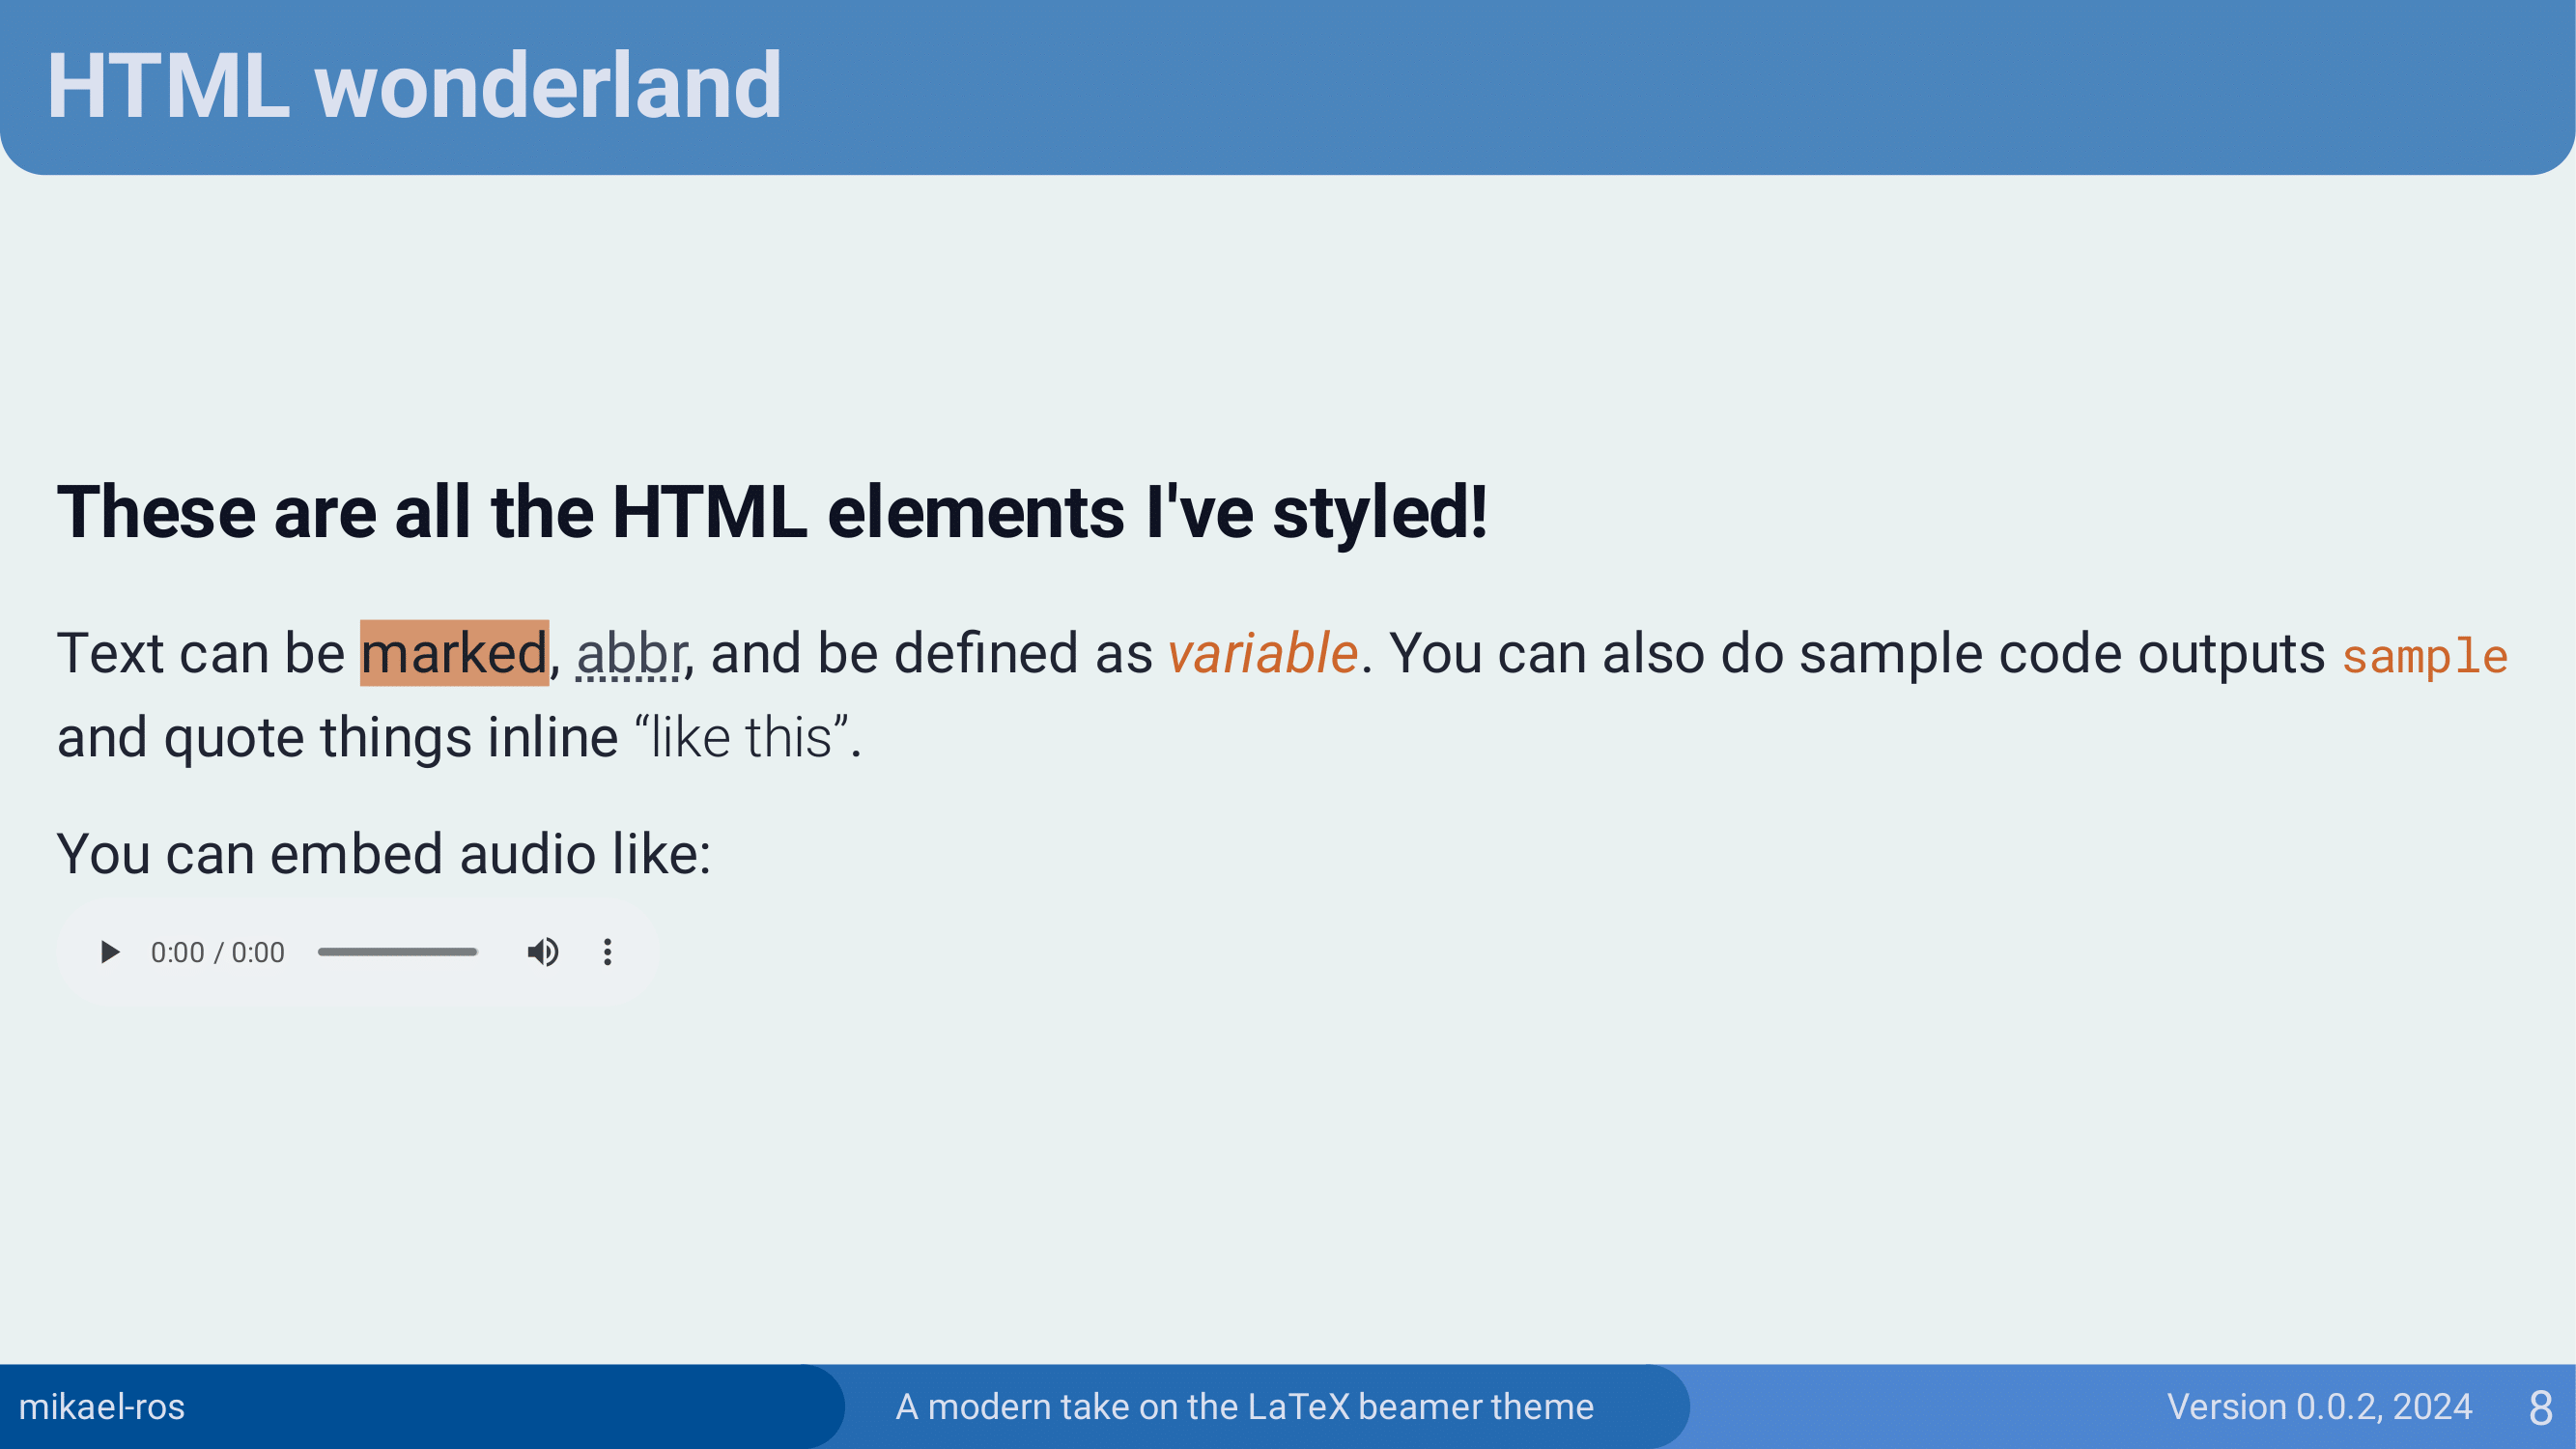 HTML wonderland
These are all the HTML elements I've styled!
Text can be marked, abbr, and be defined as variable. You can also do sample code outputs sample
and quote things inline “like this”.
You can embed audio like:
0:00 / 0:00
mikael-ros
A modern take on the LaTeX beamer theme
Version 0.0.2, 2024
8